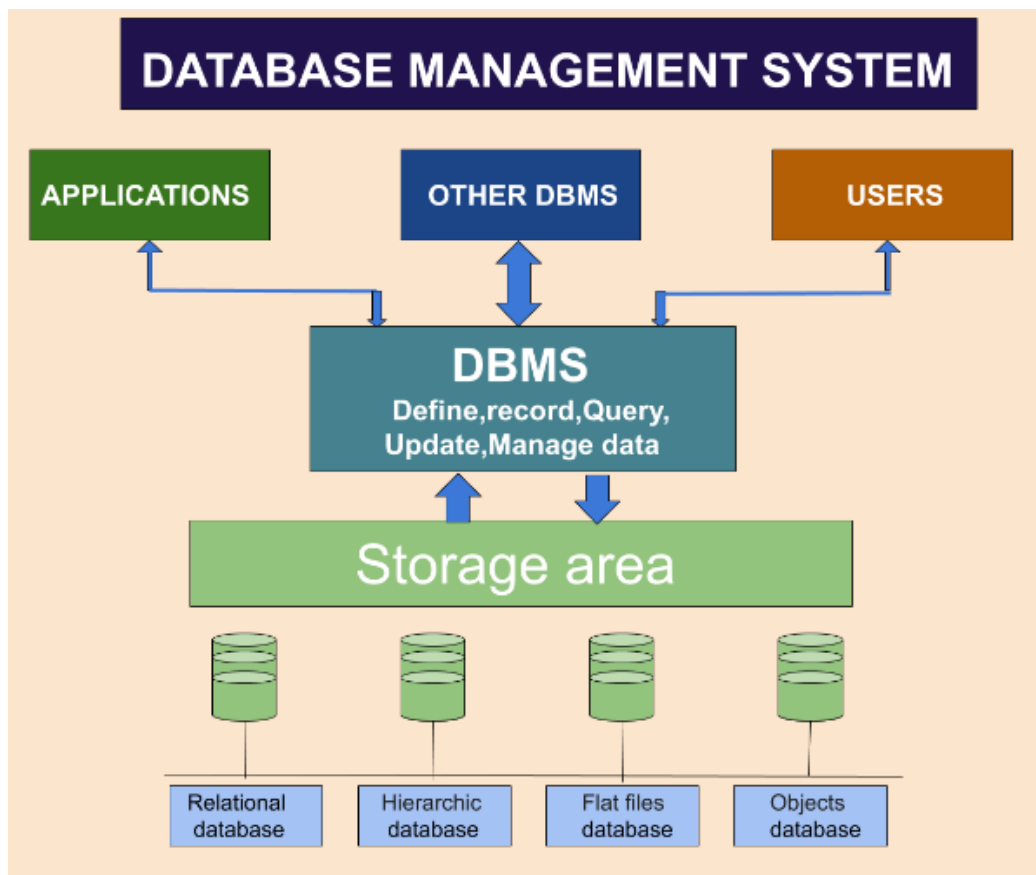 DATABASE MANAGEMENT SYSTEM
APPLICATIONS
OTHER DBMS
USERS
DBMS
Define,record,Query,
Update,Manage data
Storage area
Relational
database
Hierarchic
database
Flat files
database
Objects
database